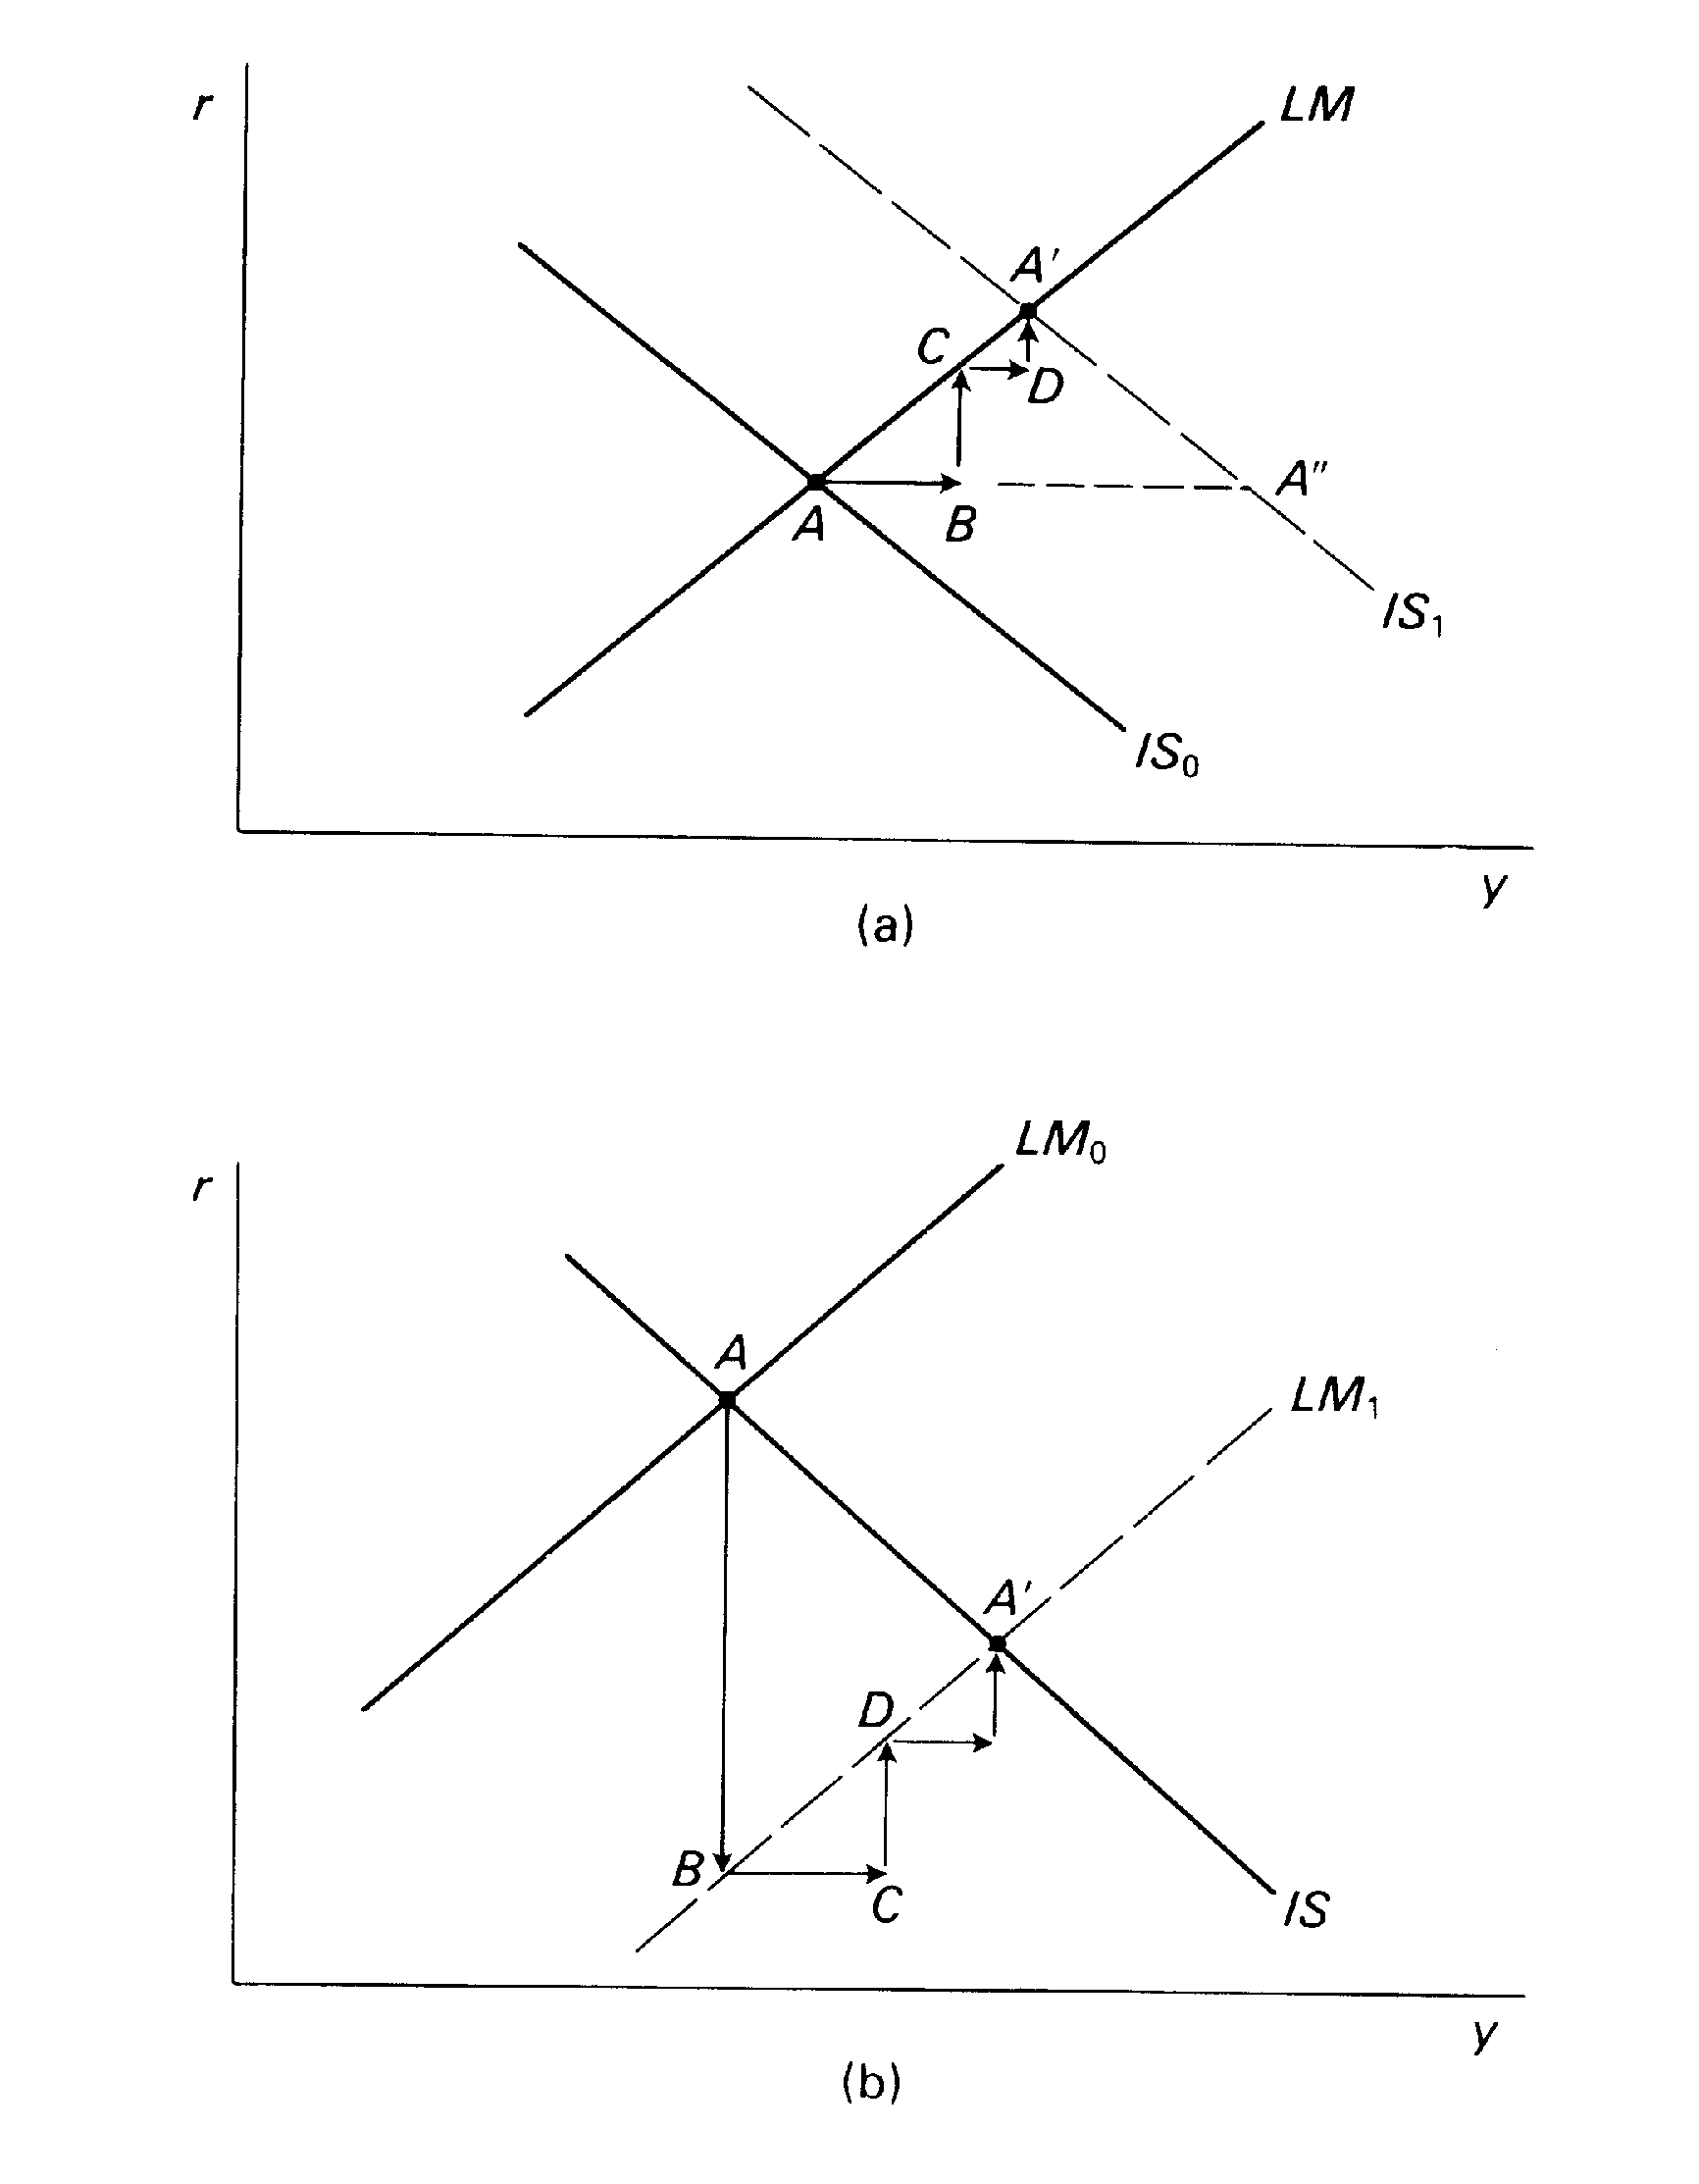 r
LM
A′
C
D
A″
A
B
IS₁
IS₀
y
(a)
LM₀
r
A
LM₁
A′
D
B
C
IS
y
(b)